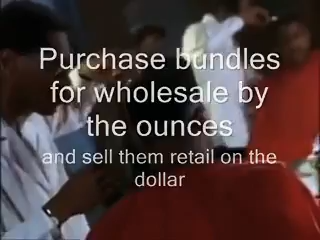 Purchase bundles
for wholesale by
the ounces
and sell them retail on the
dollar